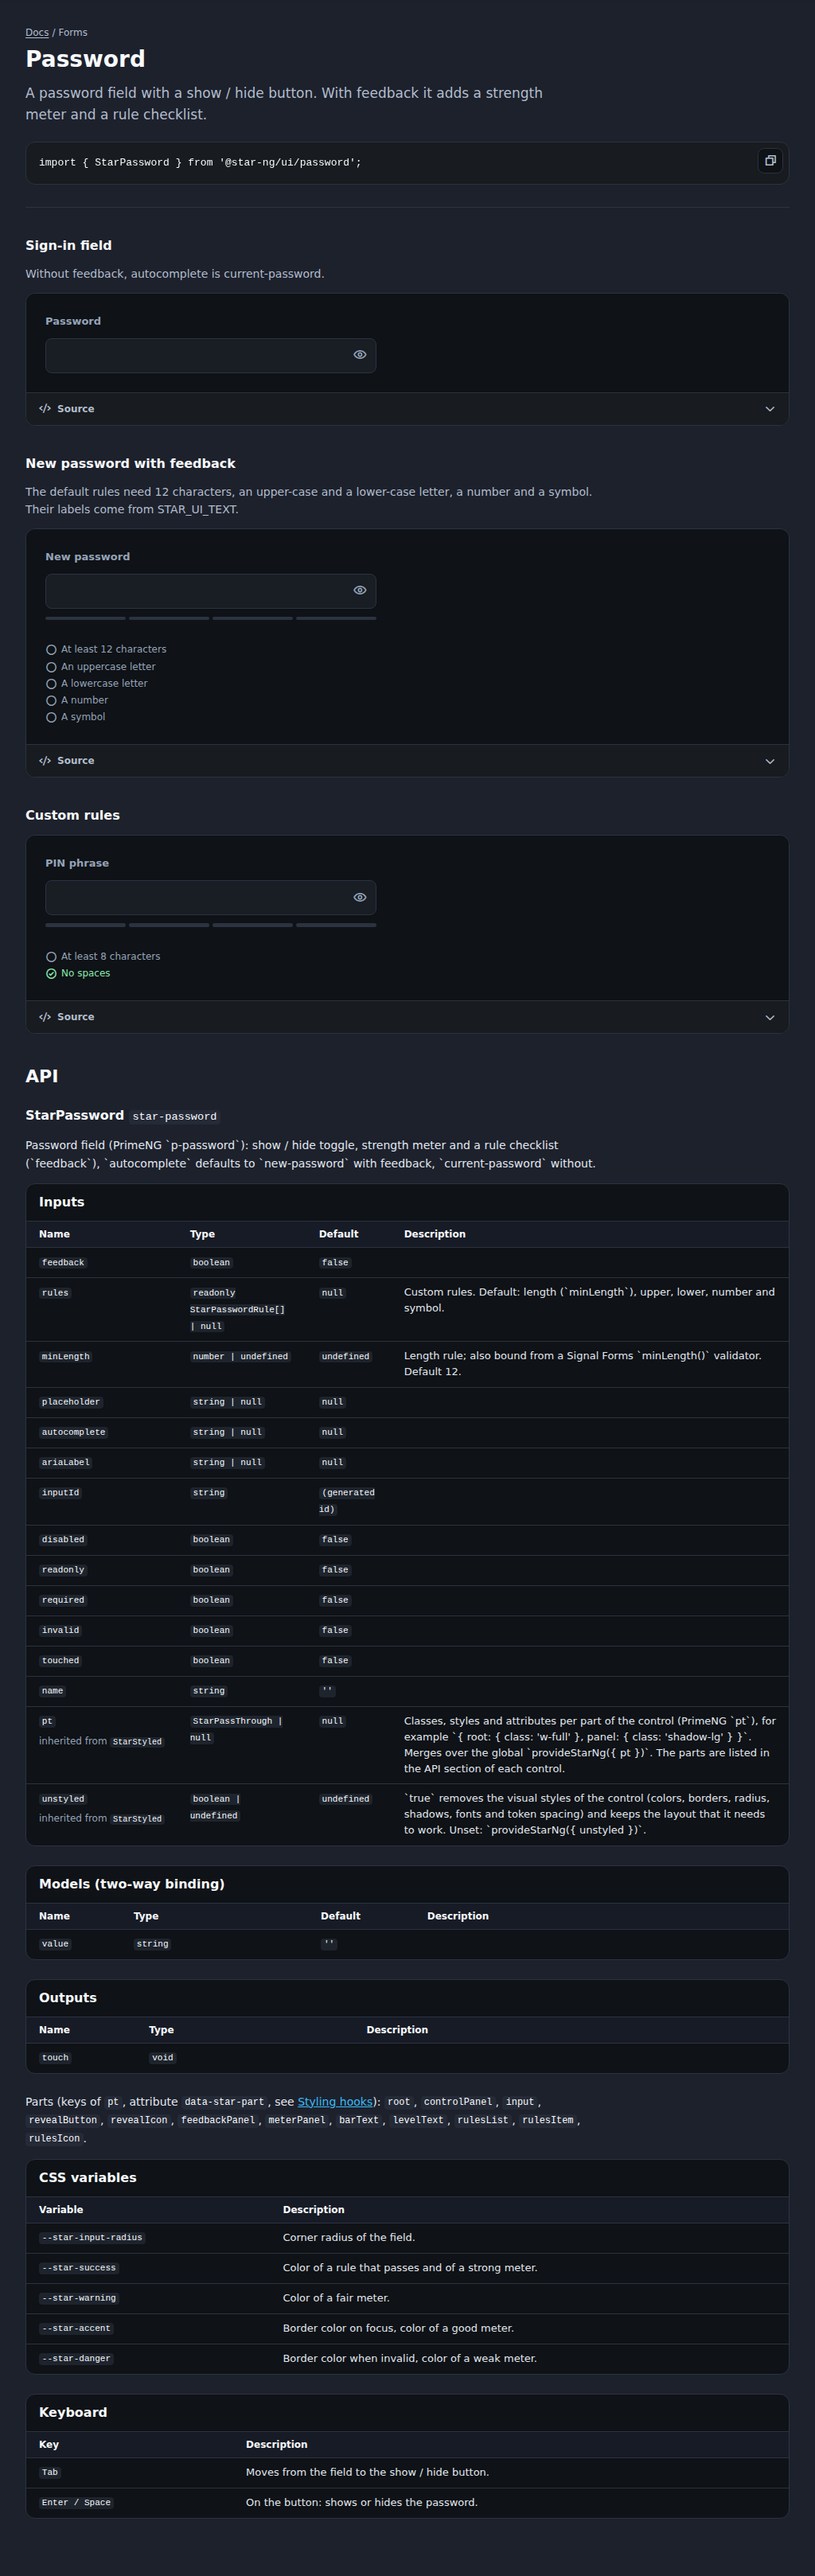 Docs / Forms
Password
A password field with a show / hide button. With feedback it adds a strength
meter and a rule checklist.
import { StarPassword } from '@star-ng/ui/password';
Sign-in field
Without feedback, autocomplete is current-password.
Password
Source
New password with feedback
The default rules need 12 characters, an upper-case and a lower-case letter, a number and a symbol.
Their labels come from STAR_UI_TEXT.
New password
At least 12 characters
An uppercase letter
A lowercase letter
A number
A symbol
Source
Custom rules
PIN phrase
At least 8 characters
No spaces
Source
API
StarPassword star-password
Password field (PrimeNG `p-password`): show / hide toggle, strength meter and a rule checklist
(`feedback`), `autocomplete` defaults to `new-password` with feedback, `current-password` without.
Inputs
Name Type Default Description
feedback boolean false
rules readonly StarPasswordRule[] | null null Custom rules. Default: length (`minLength`), upper, lower, number and
symbol.
minLength number | undefined undefined Length rule; also bound from a Signal Forms `minLength()` validator.
Default 12.
placeholder string | null null
autocomplete string | null null
ariaLabel string | null null
inputId string (generated
id)
disabled boolean false
readonly boolean false
required boolean false
invalid boolean false
touched boolean false
name string ''
pt StarPassThrough | null null Classes, styles and attributes per part of the control (PrimeNG `pt`), for
inherited from StarStyled example `{ root: { class: 'w-full' }, panel: { class: 'shadow-lg' } }`.
Merges over the global `provideStarNg({ pt })`. The parts are listed in
the API section of each control.
unstyled boolean | undefined undefined `true` removes the visual styles of the control (colors, borders, radius,
inherited from StarStyled shadows, fonts and token spacing) and keeps the layout that it needs
to work. Unset: `provideStarNg({ unstyled })`.
Models (two-way binding)
Name Type Default Description
value string ''
Outputs
Name Type Description
touch void
Parts (keys of pt, attribute data-star-part, see Styling hooks): root, controlPanel, input,
revealButton, revealIcon, feedbackPanel, meterPanel, barText, levelText, rulesList, rulesItem,
rulesIcon.
CSS variables
Variable Description
--star-input-radius Corner radius of the field.
--star-success Color of a rule that passes and of a strong meter.
--star-warning Color of a fair meter.
--star-accent Border color on focus, color of a good meter.
--star-danger Border color when invalid, color of a weak meter.
Keyboard
Key Description
Tab Moves from the field to the show / hide button.
Enter / Space On the button: shows or hides the password.